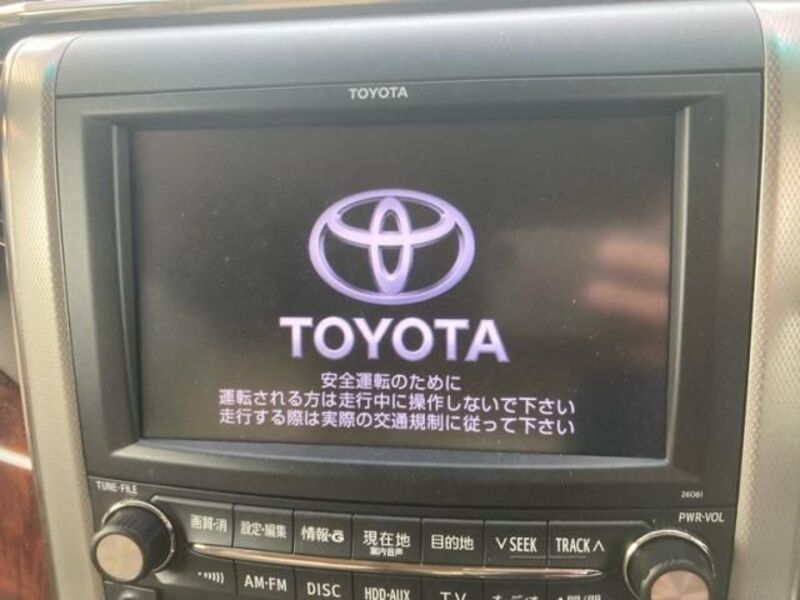 TOYOTA
TOYOTA
安全運転のために
運転される方は走行中に操作しないで下さい
走行する際は実際の交通規制に従って下さい
TUNE・FILE
26061
PWR・VOL
画質・消 設定・編集 情報・G 現在地 目的地 ∨SEEK TRACK∧
案内音声
AM・FM DISC HDD・AUX TV